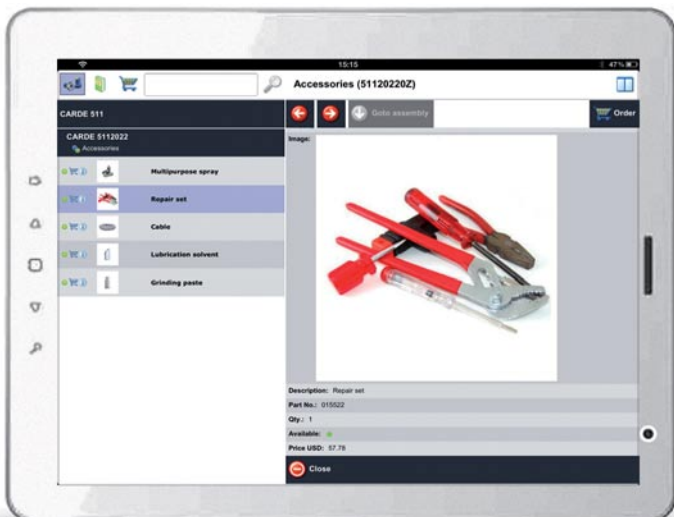 15:15
47%
Accessories (51120220Z)
CARDE 511
Goto assembly
Order
CARDE 5112022
Accessories
Multipurpose spray
Repair set
Cable
Lubrication solvent
Grinding paste
Image:
Description: Repair set
Part No.: 015522
Qty.: 1
Available:
Price USD: 57.78
Close